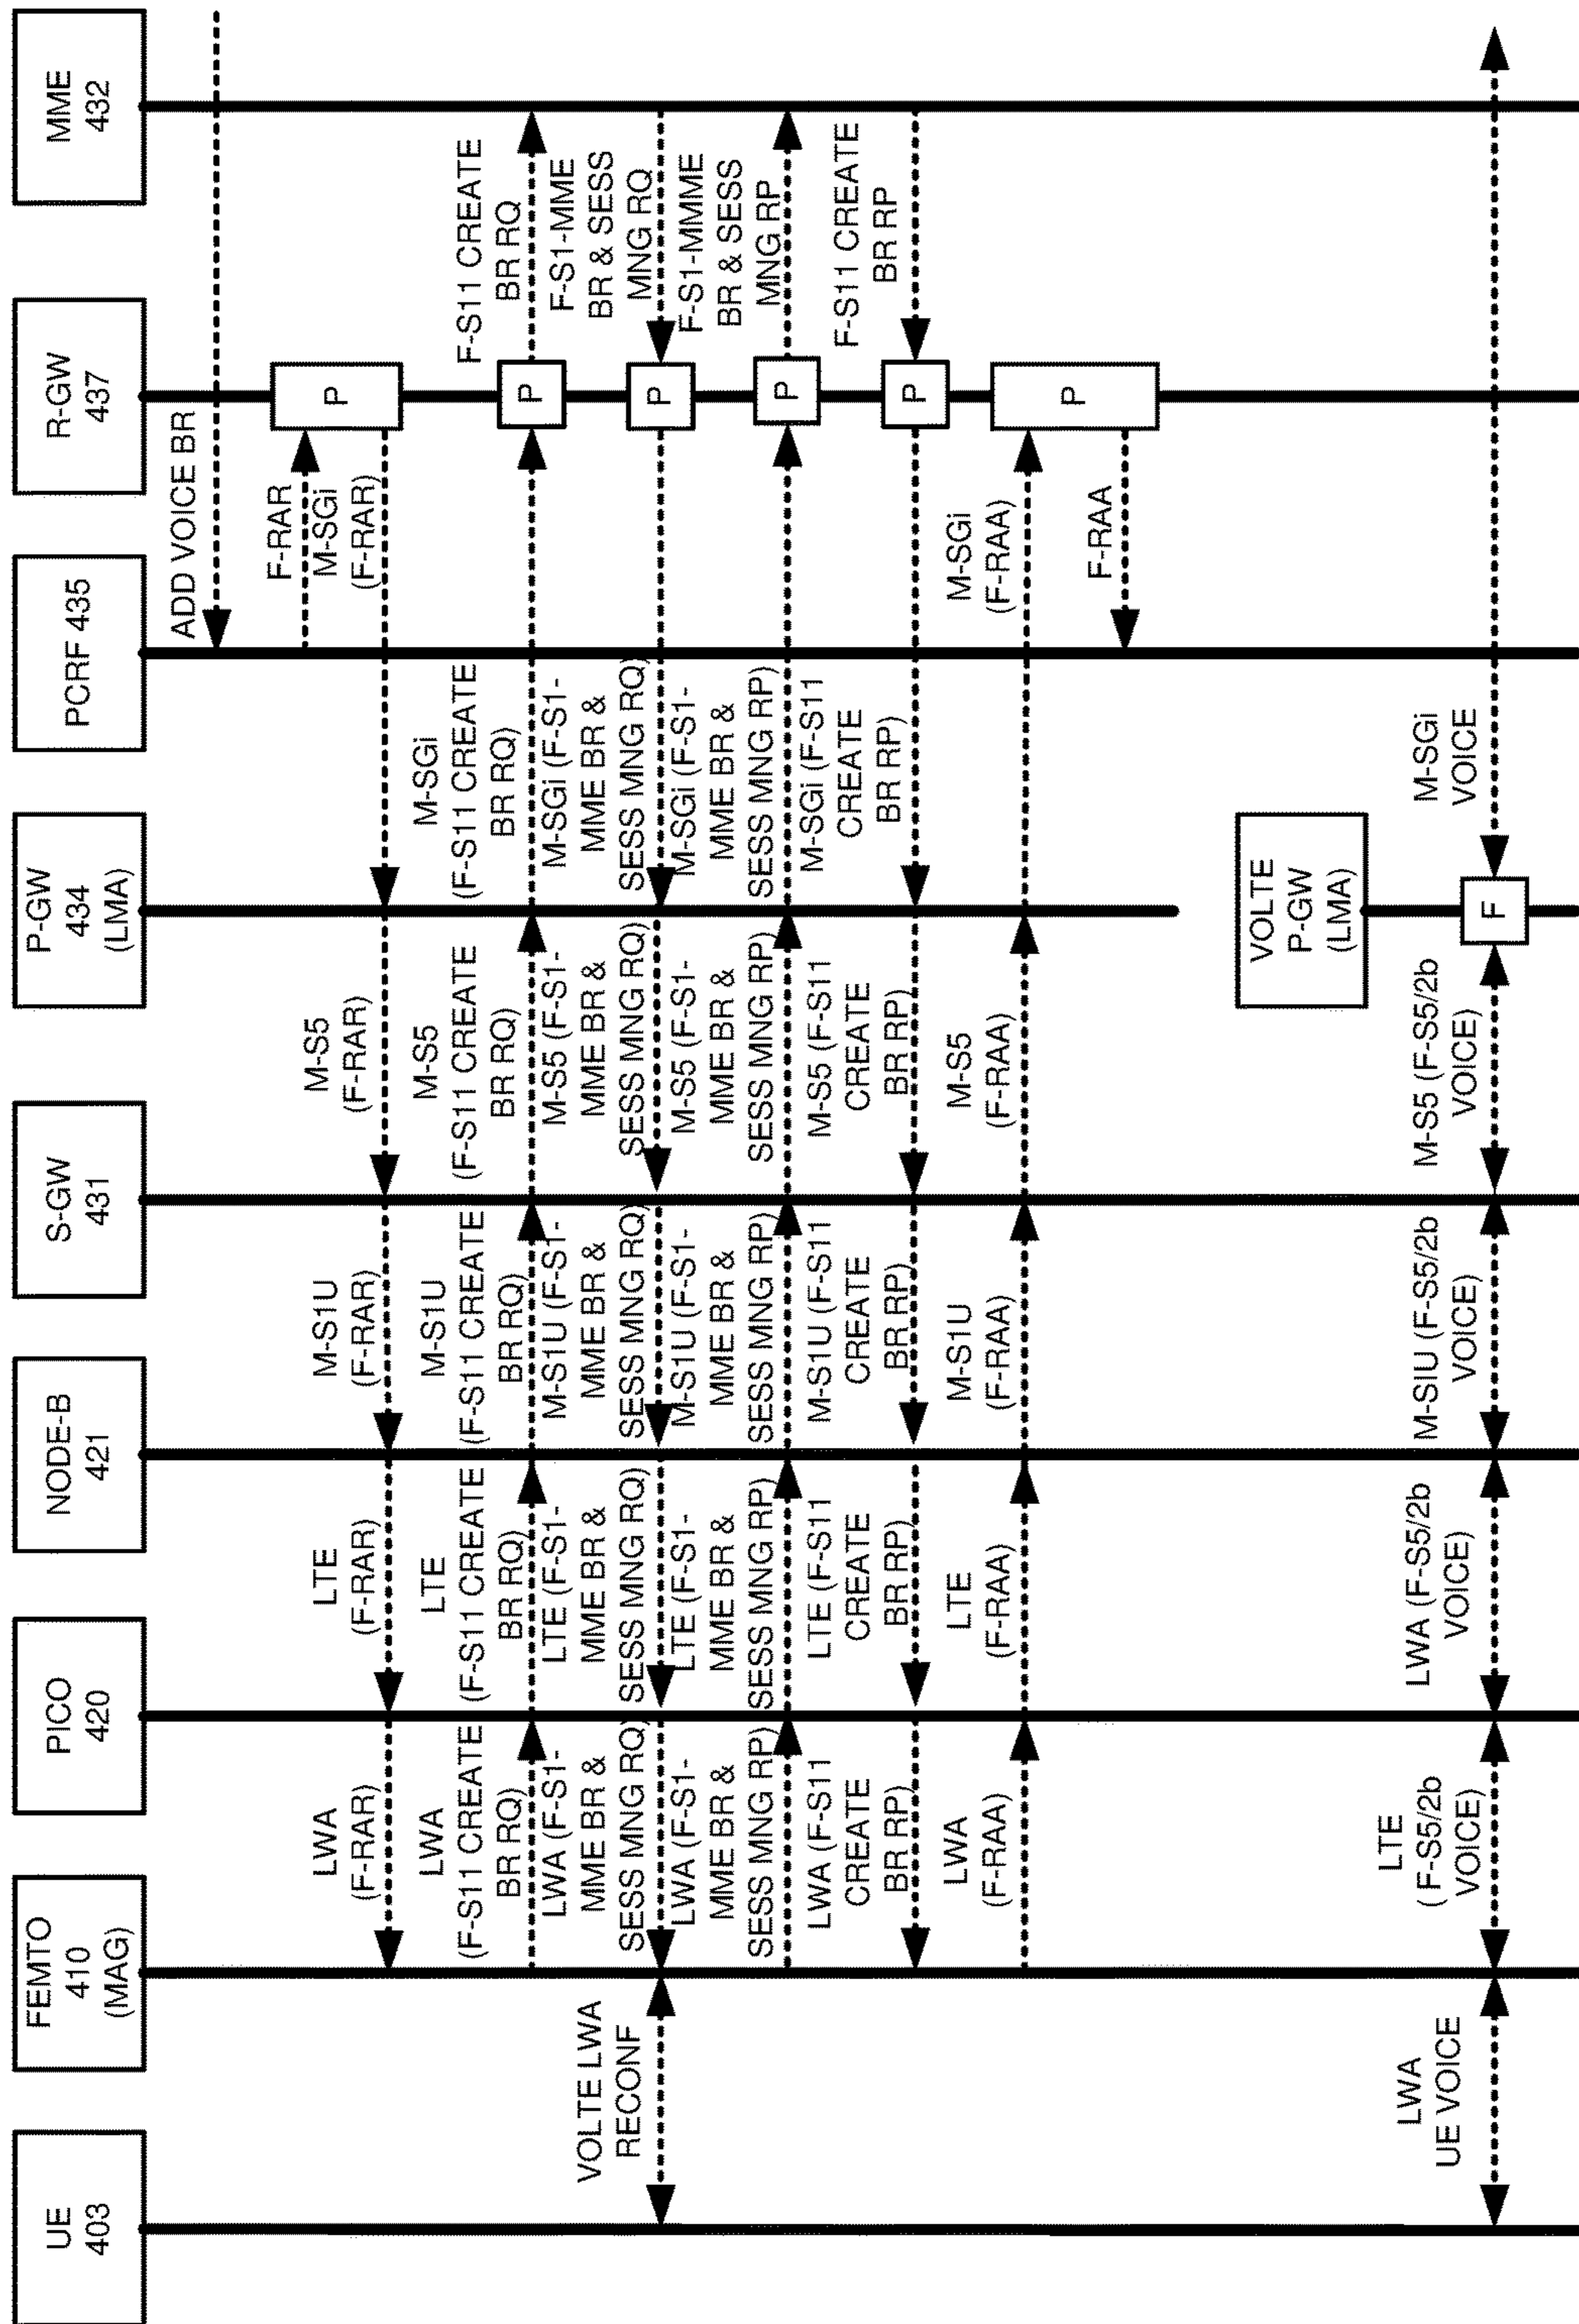 UE
403
FEMTO
410
(MAG)
PICO
420
NODE-B
421
S-GW
431
P-GW
434
(LMA)
PCRF 435
R-GW
437
MME
432
ADD VOICE BR
F-RAR
P
LWA
(F-RAR)
LTE
(F-RAR)
M-S1U
(F-RAR)
M-S5
(F-RAR)
M-SGi
(F-RAR)
LWA
(F-S11 CREATE
BR RQ)
LTE
(F-S11 CREATE
BR RQ)
M-S1U
(F-S11 CREATE
BR RQ)
M-S5
(F-S11 CREATE
BR RQ)
M-SGi
(F-S11 CREATE
BR RQ)
P
F-S11 CREATE
BR RQ
VOLTE LWA
RECONF
LWA (F-S1-
MME BR &
SESS MNG RQ)
LTE (F-S1-
MME BR &
SESS MNG RQ)
M-S1U (F-S1-
MME BR &
SESS MNG RQ)
M-S5 (F-S1-
MME BR &
SESS MNG RQ)
M-SGi (F-S1-
MME BR &
SESS MNG RQ)
P
F-S1-MME
BR & SESS
MNG RQ
LWA (F-S1-
MME BR &
SESS MNG RP)
LTE (F-S1-
MME BR &
SESS MNG RP)
M-S1U (F-S1-
MME BR &
SESS MNG RP)
M-S5 (F-S1-
MME BR &
SESS MNG RP)
M-SGi (F-S1-
MME BR &
SESS MNG RP)
P
F-S1-MMME
BR & SESS
MNG RP
LWA (F-S11
CREATE
BR RP)
LTE (F-S11
CREATE
BR RP)
M-S1U (F-S11
CREATE
BR RP)
M-S5 (F-S11
CREATE
BR RP)
M-SGi (F-S11
CREATE
BR RP)
P
F-S11 CREATE
BR RP
LWA
(F-RAA)
LTE
(F-RAA)
M-S1U
(F-RAA)
M-S5
(F-RAA)
M-SGi
(F-RAA)
P
F-RAA
VOLTE
P-GW
(LMA)
LWA
UE VOICE
LTE
( F-S5/2b
VOICE)
LWA (F-S5/2b
VOICE)
M-SIU (F-S5/2b
VOICE)
M-S5 (F-S5/2b
VOICE)
F
M-SGi
VOICE